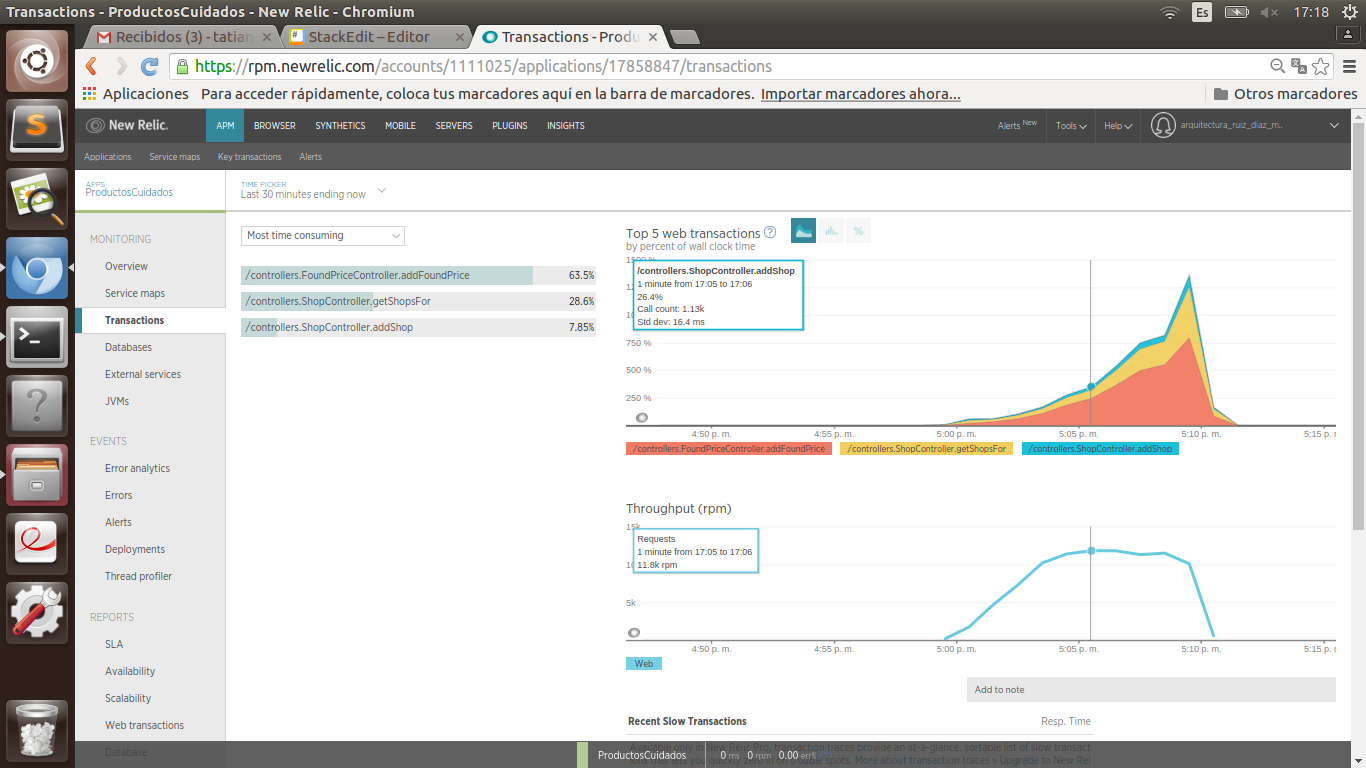 Transactions - ProductosCuidados - New Relic - Chromium
Es
17:18
Recibidos (3) - tatian
StackEdit – Editor
Transactions - Produ
https://rpm.newrelic.com/accounts/1111025/applications/17858847/transactions
Aplicaciones
Para acceder rápidamente, coloca tus marcadores aquí en la barra de marcadores.
Importar marcadores ahora...
Otros marcadores
New Relic.
APM
BROWSER
SYNTHETICS
MOBILE
SERVERS
PLUGINS
INSIGHTS
Alerts New
Tools
Help
arquitectura_ruiz_diaz_m..
Applications
Service maps
Key transactions
Alerts
APPS
ProductosCuidados
TIME PICKER
Last 30 minutes ending now
MONITORING
Overview
Service maps
Transactions
Databases
External services
JVMs
EVENTS
Error analytics
Errors
Alerts
Deployments
Thread profiler
REPORTS
SLA
Availability
Scalability
Web transactions
Database
Most time consuming
/controllers.FoundPriceController.addFoundPrice 63.5%
/controllers.ShopController.getShopsFor 28.6%
/controllers.ShopController.addShop 7.85%
Top 5 web transactions ?
%
by percent of wall clock time
1500 %
/controllers.ShopController.addShop
1 minute from 17:05 to 17:06
26.4%
Call count: 1.13k
Std dev: 16.4 ms
750 %
500 %
250 %
4:50 p. m.
4:55 p. m.
5:00 p. m.
5:05 p. m.
5:10 p. m.
5:15 p. m.
/controllers.FoundPriceController.addFoundPrice
/controllers.ShopController.getShopsFor
/controllers.ShopController.addShop
Throughput (rpm)
15k
Requests
1 minute from 17:05 to 17:06
11.8k rpm
5k
4:50 p. m.
4:55 p. m.
5:00 p. m.
5:05 p. m.
5:10 p. m.
5:15 p.
Web
Add to note
Recent Slow Transactions
Resp. Time
Available only in New Relic Pro, transaction traces provide an at-a-glance, sortable list of slow transact
spots. More about transaction traces » Upgrade to New Rel
ProductosCuidados
0 ms
0 rpm
0.00 err%